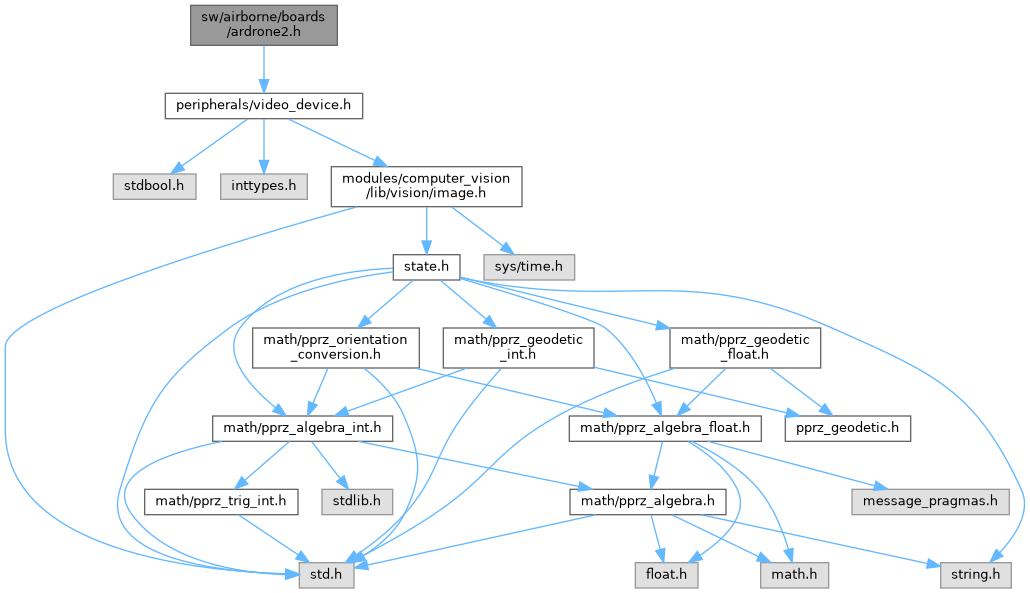 sw/airborne/boards
/ardrone2.h
peripherals/video_device.h
stdbool.h
inttypes.h
modules/computer_vision
/lib/vision/image.h
state.h
sys/time.h
math/pprz_orientation
_conversion.h
math/pprz_geodetic
_int.h
math/pprz_geodetic
_float.h
math/pprz_algebra_int.h
math/pprz_algebra_float.h
pprz_geodetic.h
math/pprz_trig_int.h
stdlib.h
math/pprz_algebra.h
message_pragmas.h
std.h
float.h
math.h
string.h